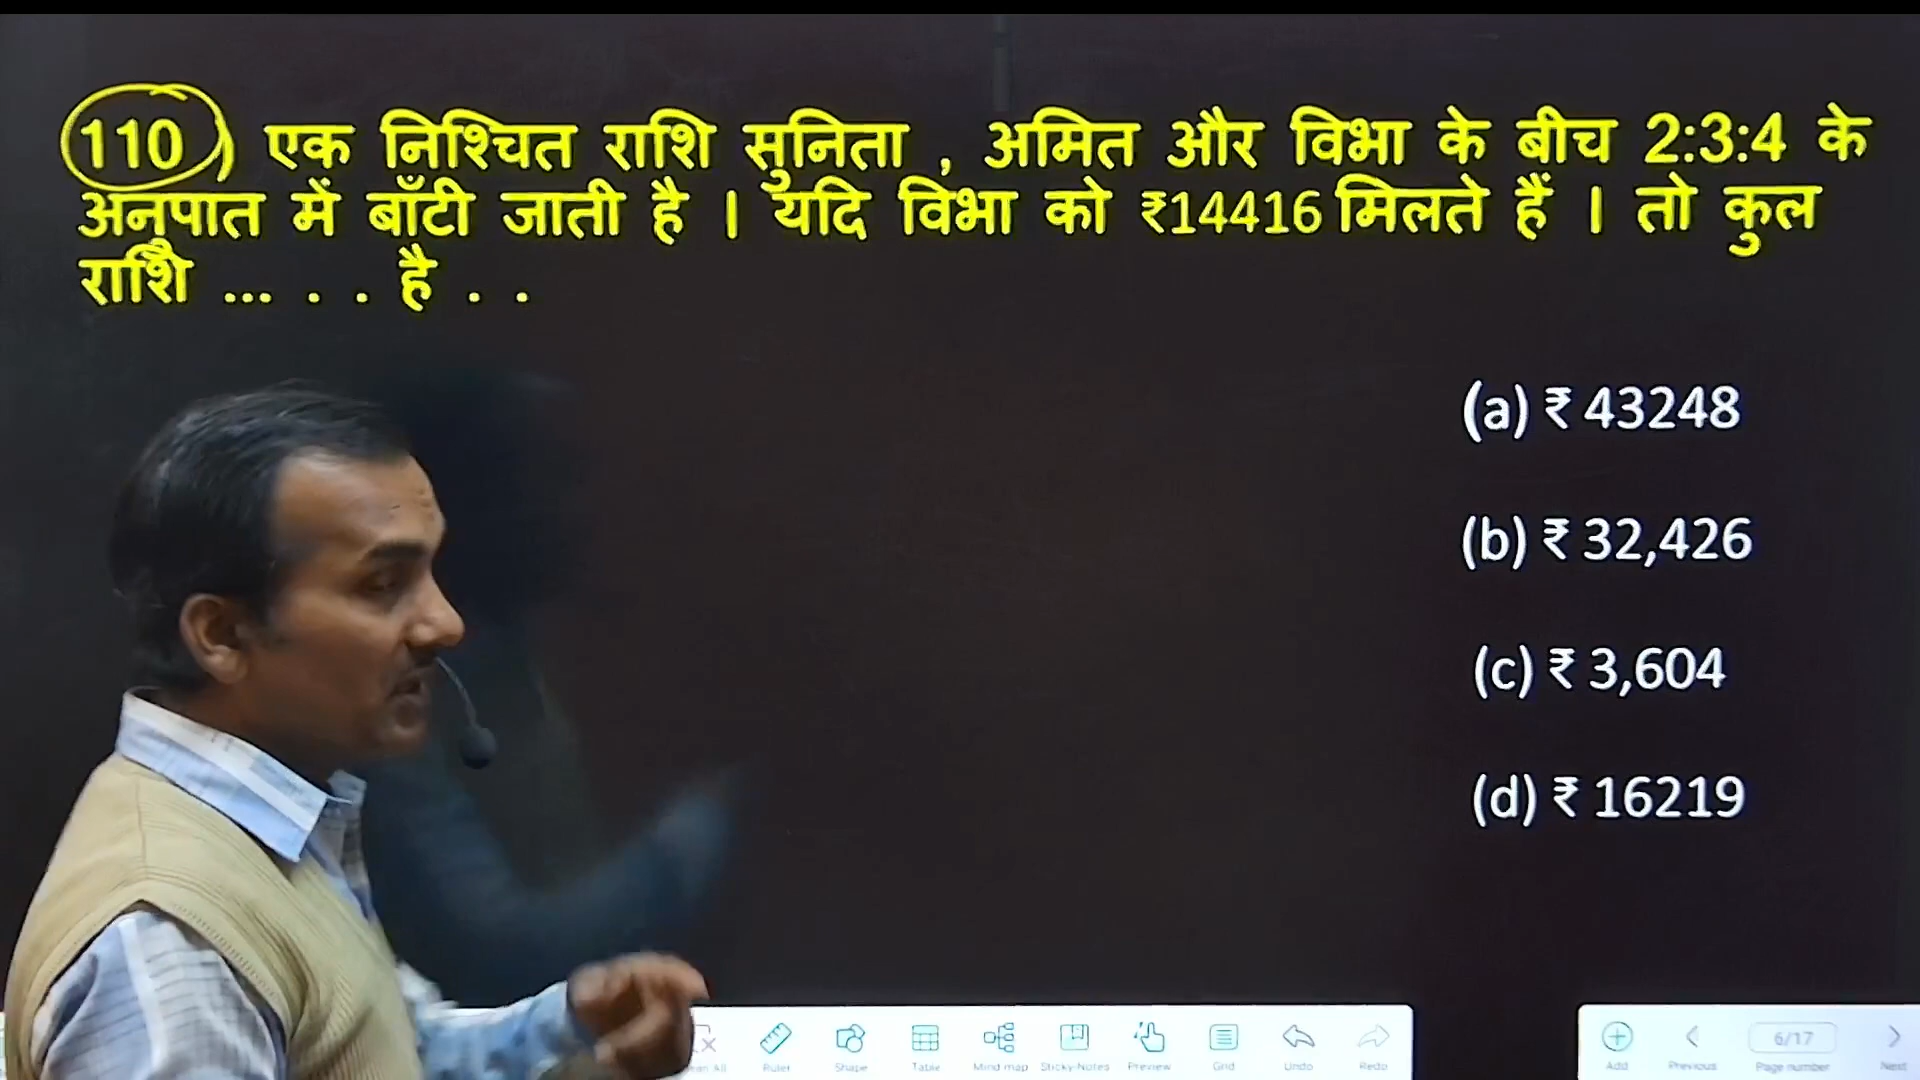 110) एक निश्चित राशि सुनिता , अमित और विभा के बीच 2:3:4 के
अनुपात में बाँटी जाती है । यदि विभा को ₹14416 मिलते हैं । तो कुल
राशि ... . . है . .
(a) ₹ 43248
(b) ₹ 32,426
(c) ₹ 3,604
(d) ₹ 16219
Ruler Shape Table Mind map Sticky-Notes Preview Grid Undo Redo
6/17
Add Previous Page number Next